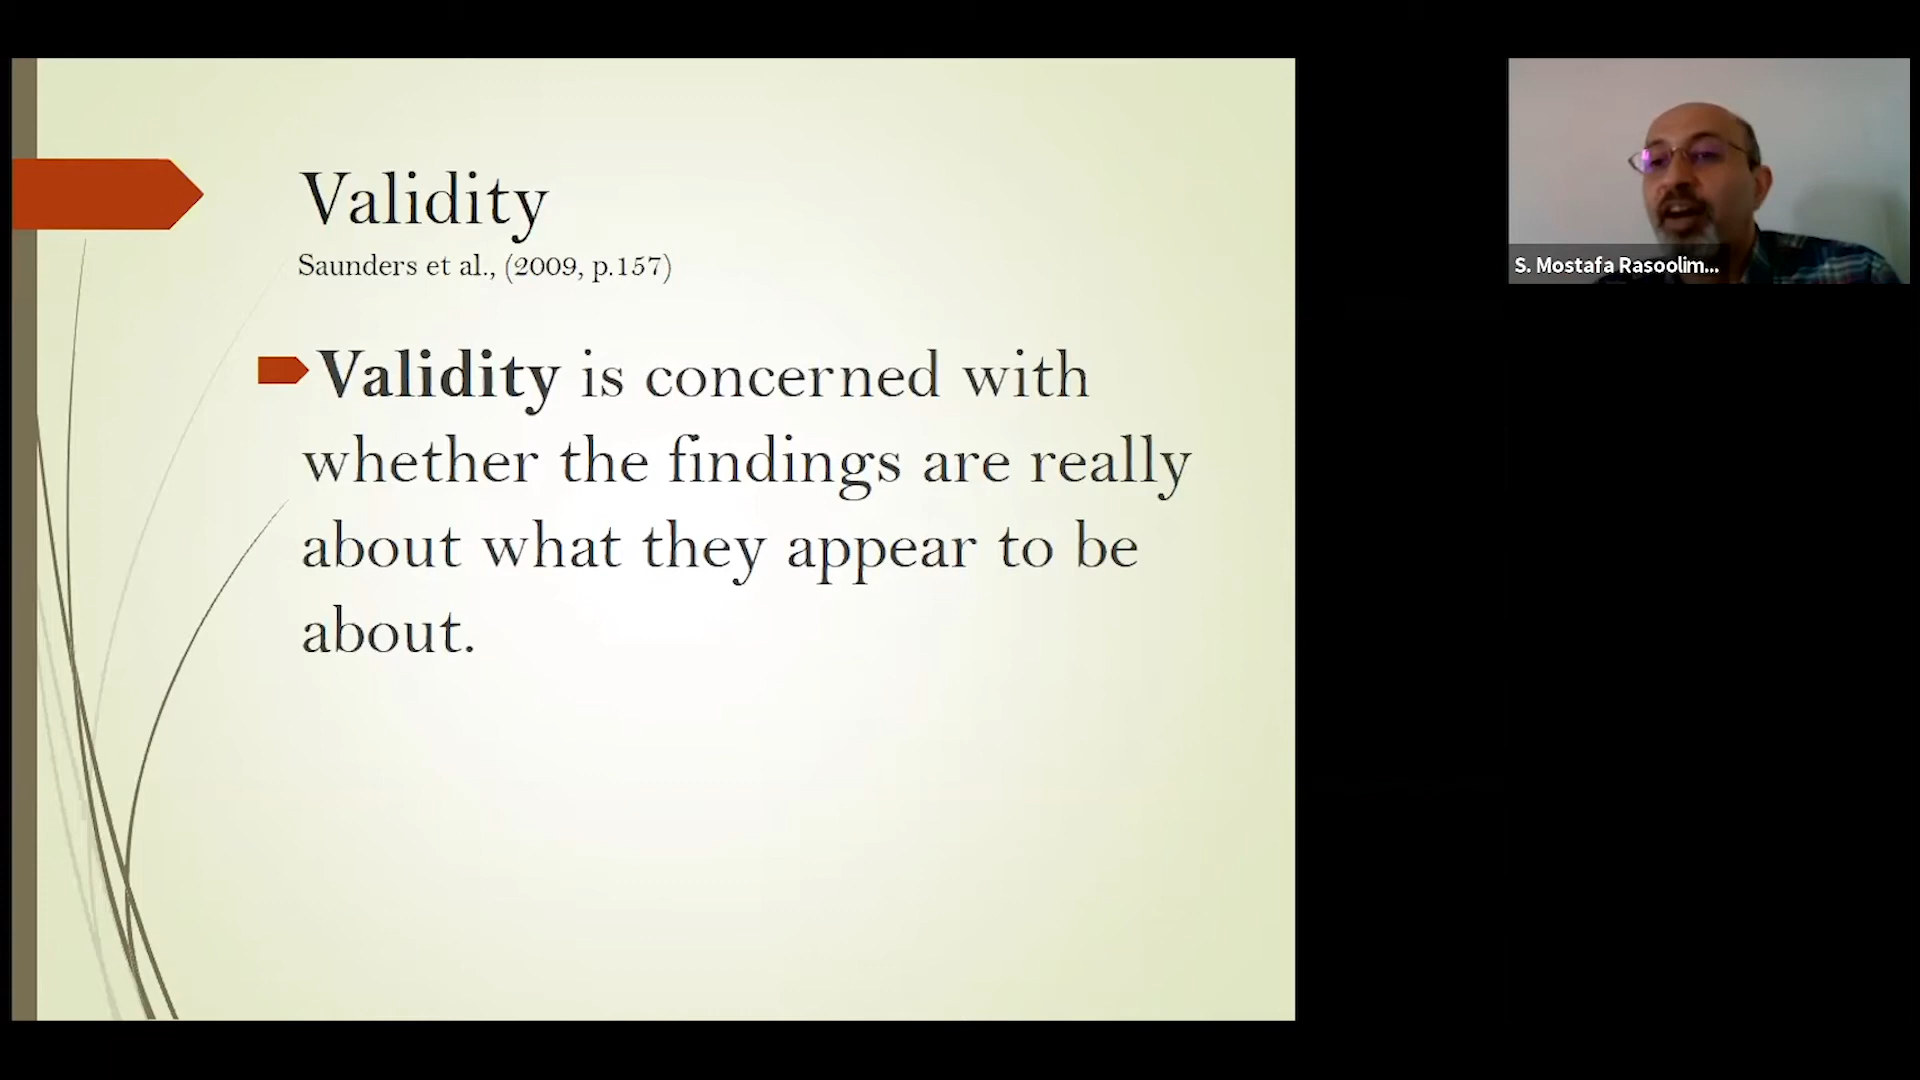 Validity
Saunders et al., (2009, p.157)
Validity is concerned with
whether the findings are really
about what they appear to be
about.
S. Mostafa Rasoolim...